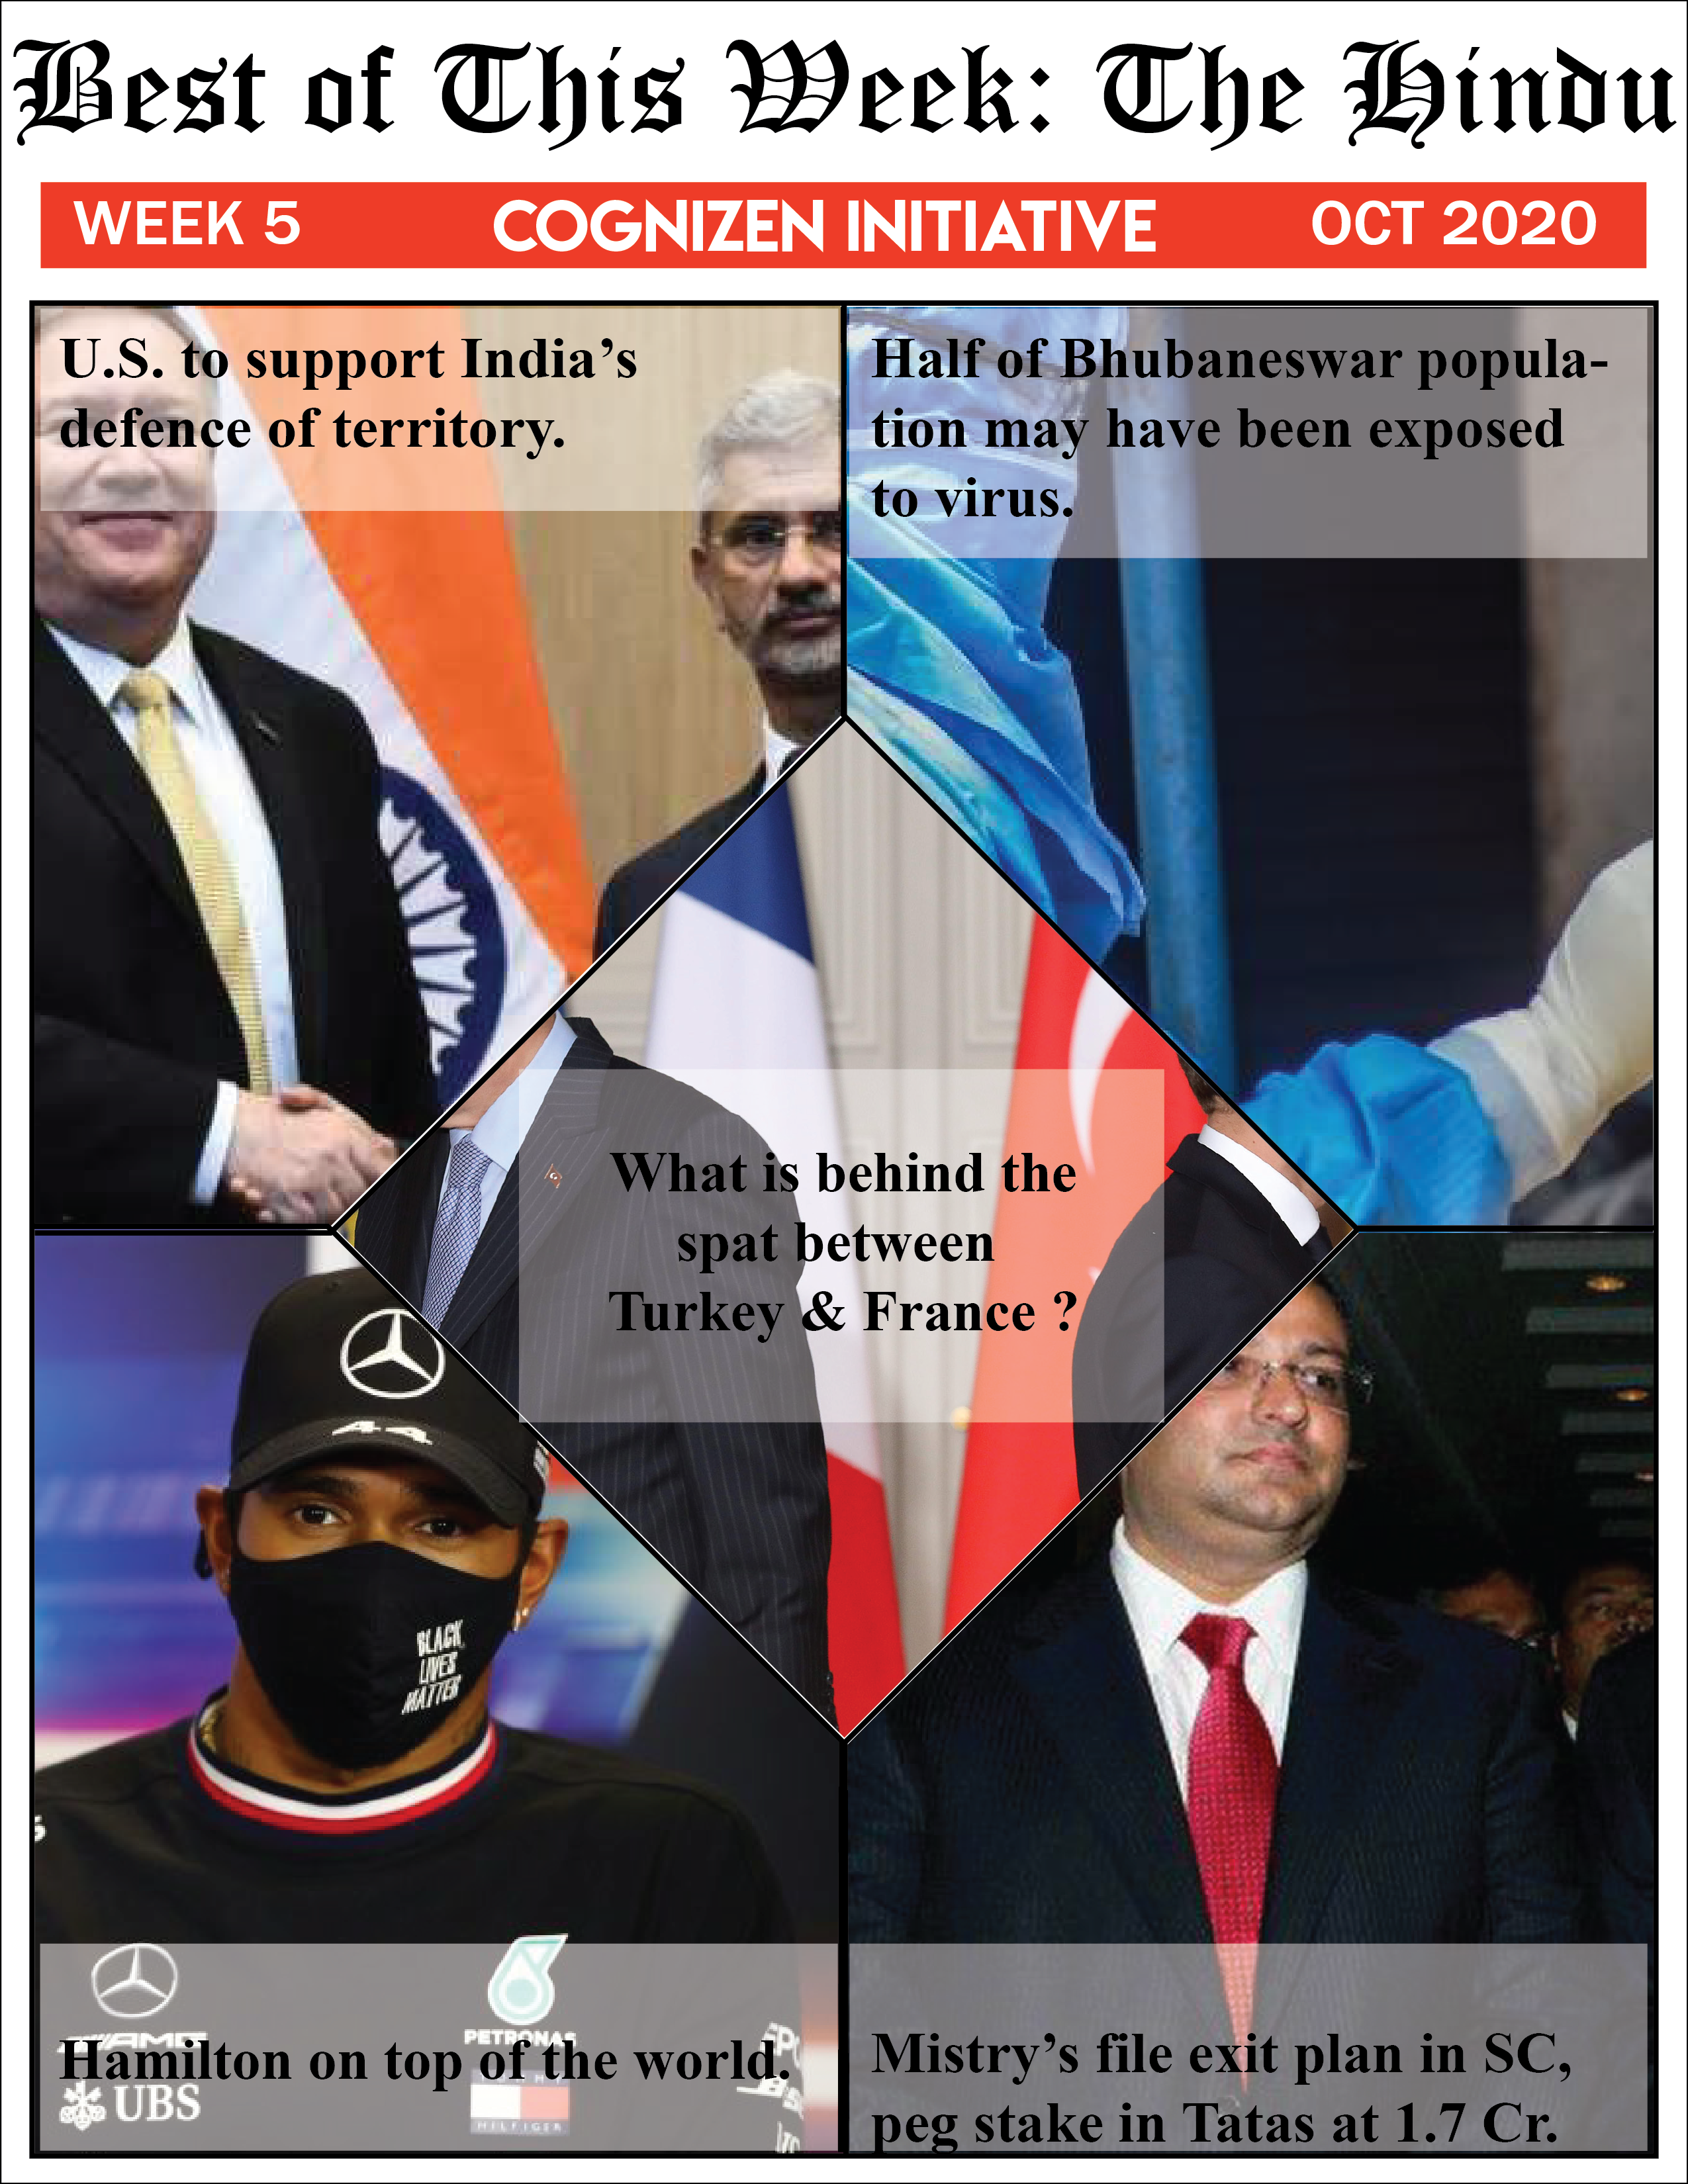 Best of This Week: The Hindu
WEEK 5 COGNIZEN INITIATIVE OCT 2020
U.S. to support India’s
defence of territory.
Half of Bhubaneswar popula-
tion may have been exposed
to virus.
What is behind the
spat between
Turkey & France ?
44
BLACK
LIVES
MATTER
AMG
PETRONAS
Hamilton on top of the world.
UBS
HILFIGER
Mistry’s file exit plan in SC,
peg stake in Tatas at 1.7 Cr.